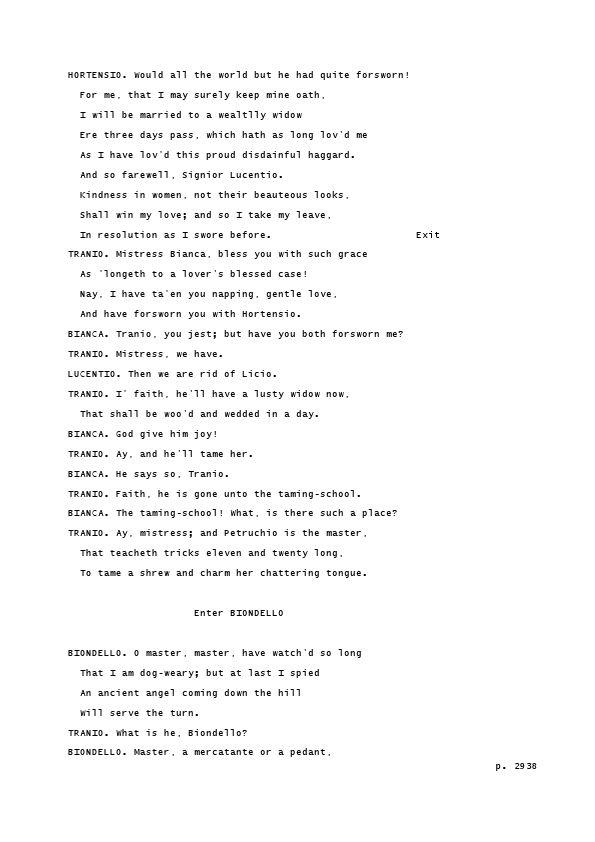 HORTENSIO. Would all the world but he had quite forsworn!
For me, that I may surely keep mine oath,
I will be married to a wealtlly widow
Ere three days pass, which hath as long lov'd me
As I have lov'd this proud disdainful haggard.
And so farewell, Signior Lucentio.
Kindness in women, not their beauteous looks,
Shall win my love; and so I take my leave,
In resolution as I swore before. Exit
TRANIO. Mistress Bianca, bless you with such grace
As 'longeth to a lover's blessed case!
Nay, I have ta'en you napping, gentle love,
And have forsworn you with Hortensio.
BIANCA. Tranio, you jest; but have you both forsworn me?
TRANIO. Mistress, we have.
LUCENTIO. Then we are rid of Licio.
TRANIO. I' faith, he'll have a lusty widow now,
That shall be woo'd and wedded in a day.
BIANCA. God give him joy!
TRANIO. Ay, and he'll tame her.
BIANCA. He says so, Tranio.
TRANIO. Faith, he is gone unto the taming-school.
BIANCA. The taming-school! What, is there such a place?
TRANIO. Ay, mistress; and Petruchio is the master,
That teacheth tricks eleven and twenty long,
To tame a shrew and charm her chattering tongue.
Enter BIONDELLO
BIONDELLO. O master, master, have watch'd so long
That I am dog-weary; but at last I spied
An ancient angel coming down the hill
Will serve the turn.
TRANIO. What is he, Biondello?
BIONDELLO. Master, a mercatante or a pedant,
p. 2938